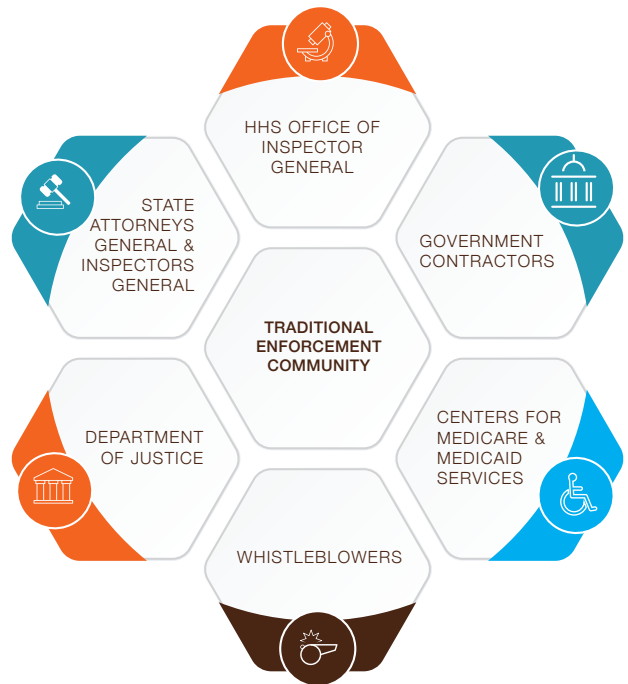 HHS OFFICE OF
INSPECTOR
GENERAL
STATE
ATTORNEYS
GENERAL &
INSPECTORS
GENERAL
GOVERNMENT
CONTRACTORS
TRADITIONAL
ENFORCEMENT
COMMUNITY
DEPARTMENT
OF JUSTICE
CENTERS FOR
MEDICARE &
MEDICAID
SERVICES
WHISTLEBLOWERS